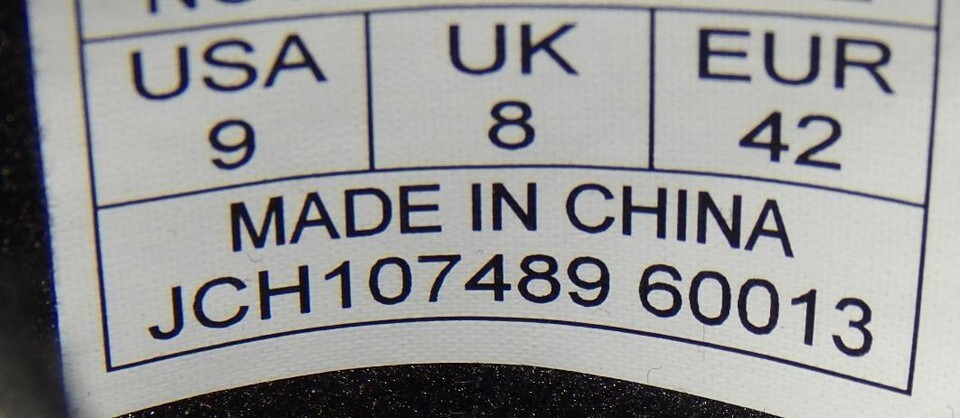 USA UK EUR
9 8 42
MADE IN CHINA
JCH107489 60013